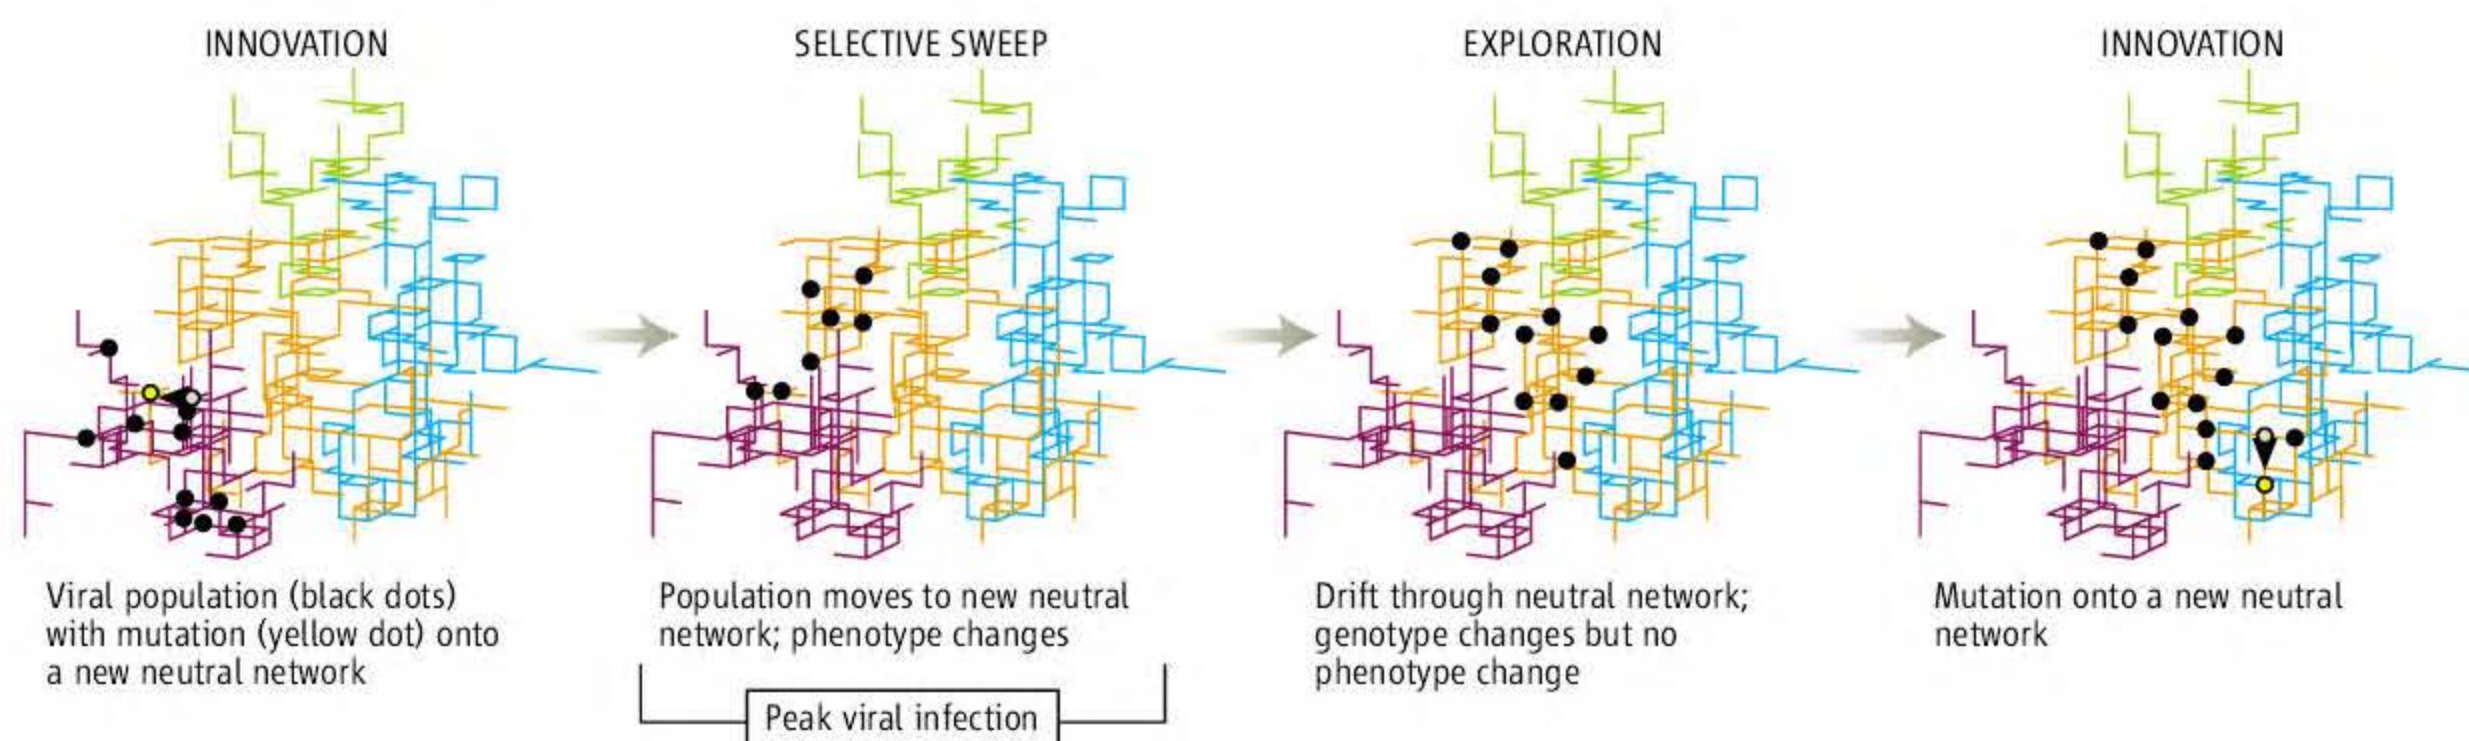 INNOVATION
Viral population (black dots)
with mutation (yellow dot) onto
a new neutral network
SELECTIVE SWEEP
Population moves to new neutral
network; phenotype changes
Peak viral infection
EXPLORATION
Drift through neutral network;
genotype changes but no
phenotype change
INNOVATION
Mutation onto a new neutral
network